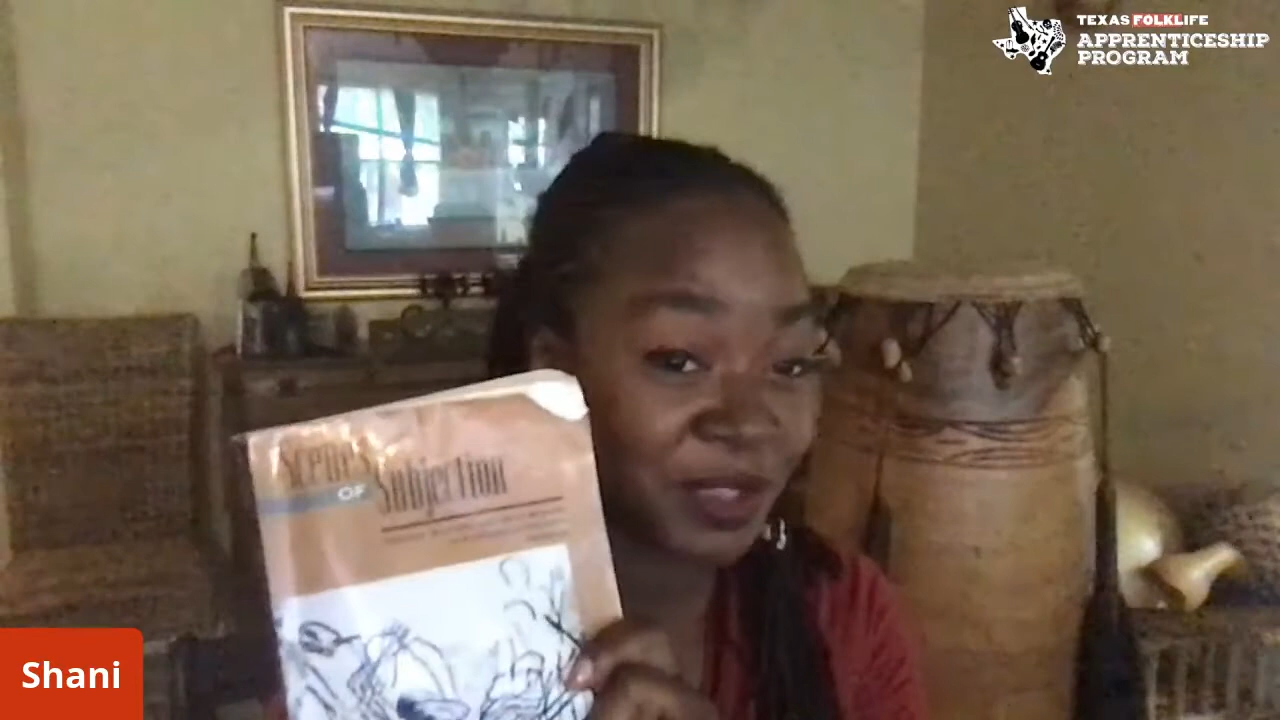 TEXAS FOLKLIFE
APPRENTICESHIP
PROGRAM
SCENES
OF SUBJECTION
Shani